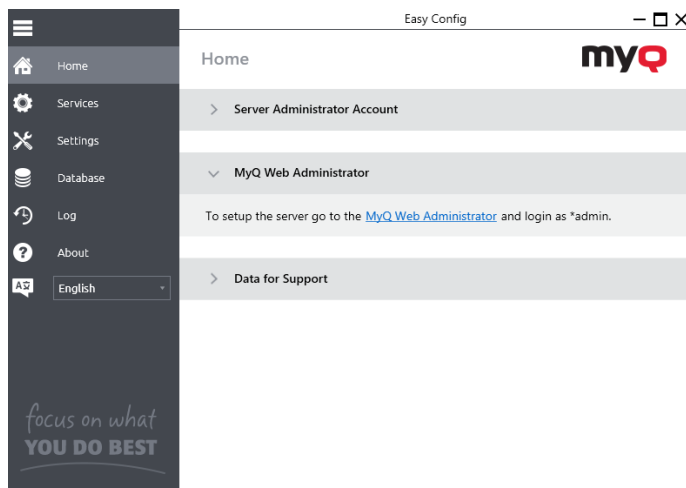 Easy Config
Home
Services
Settings
Database
Log
About
English
focus on what
YOU DO BEST
Home
myQ
Server Administrator Account
MyQ Web Administrator
To setup the server go to the MyQ Web Administrator and login as *admin.
Data for Support